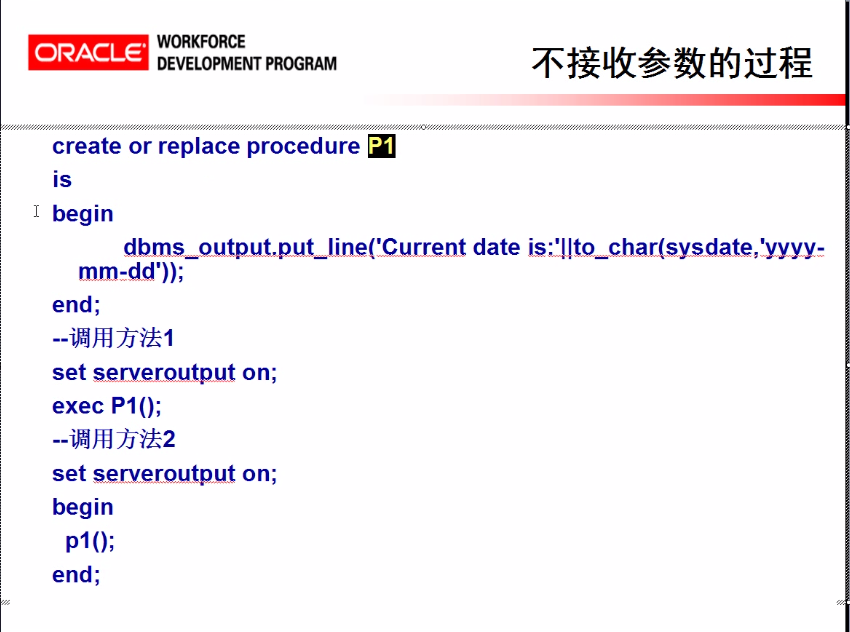 ORACLE WORKFORCE
DEVELOPMENT PROGRAM
不接收参数的过程
create or replace procedure P1
is
begin
dbms_output.put_line('Current date is:'||to_char(sysdate,'yyyy-
mm-dd'));
end;
--调用方法1
set serveroutput on;
exec P1();
--调用方法2
set serveroutput on;
begin
p1();
end;